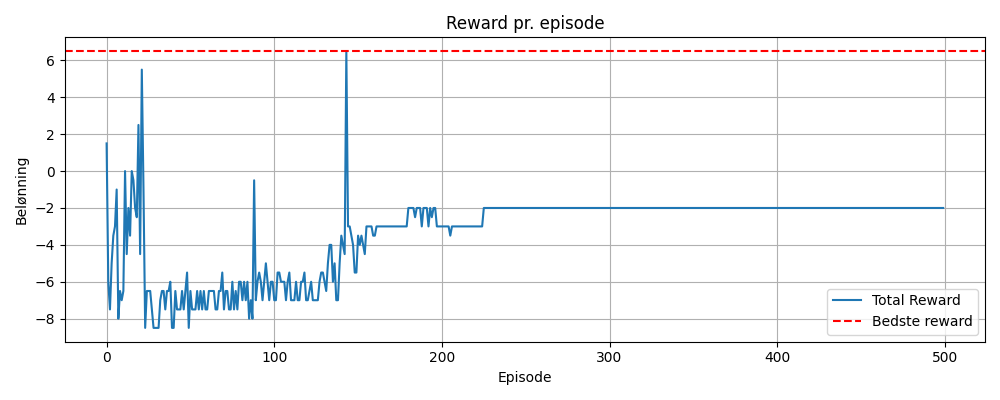 Reward pr. episode
Belønning
6
4
2
0
−2
−4
−6
−8
0 100 200 300 400 500
Episode
Total Reward
Bedste reward